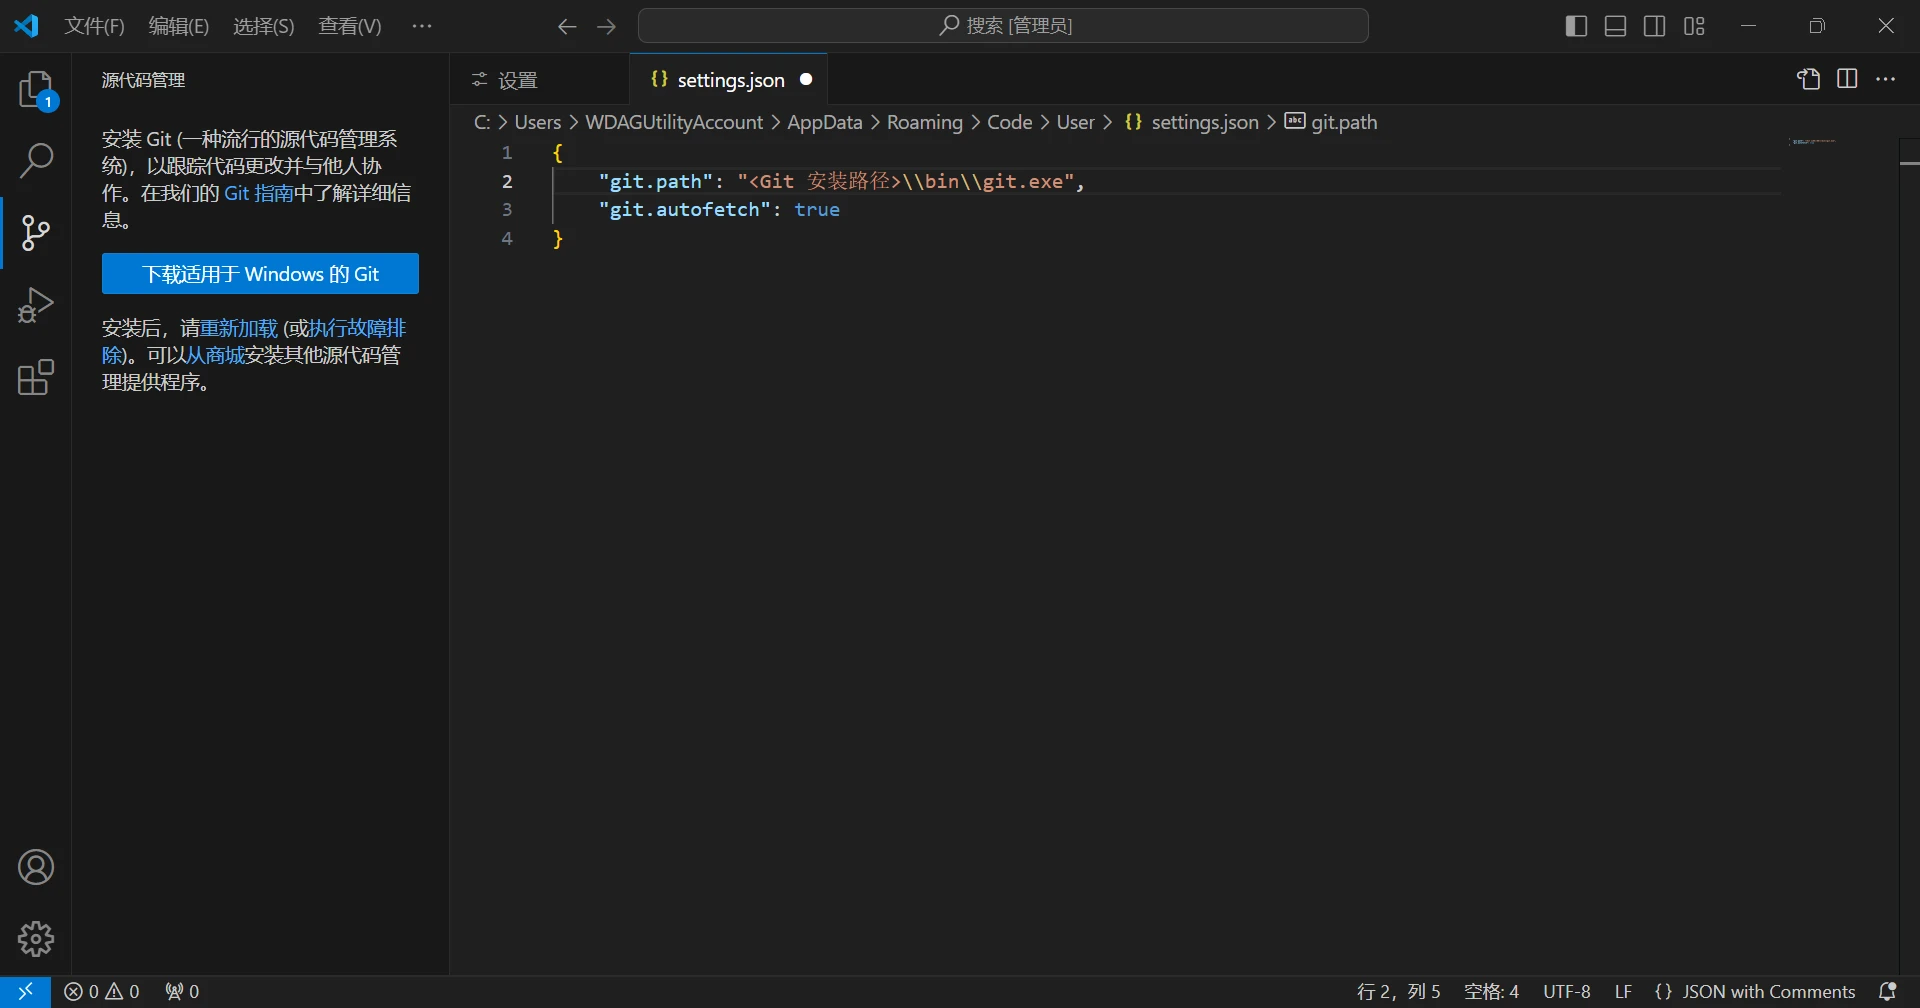 文件(F) 编辑(E) 选择(S) 查看(V) ··· 搜索 [管理员]
源代码管理
设置 settings.json
1
安装 Git (一种流行的源代码管理系
统)，以跟踪代码更改并与他人协
作。在我们的 Git 指南中了解详细信
息。
下载适用于 Windows 的 Git
安装后，请重新加载 (或执行故障排
除)。可以从商城安装其他源代码管
理提供程序。
C: > Users > WDAGUtilityAccount > AppData > Roaming > Code > User > {} settings.json > abc git.path
1 {
2 "git.path": "<Git 安装路径>\\bin\\git.exe",
3 "git.autofetch": true
4 }
0 0 0 行 2，列 5 空格: 4 UTF-8 LF {} JSON with Comments